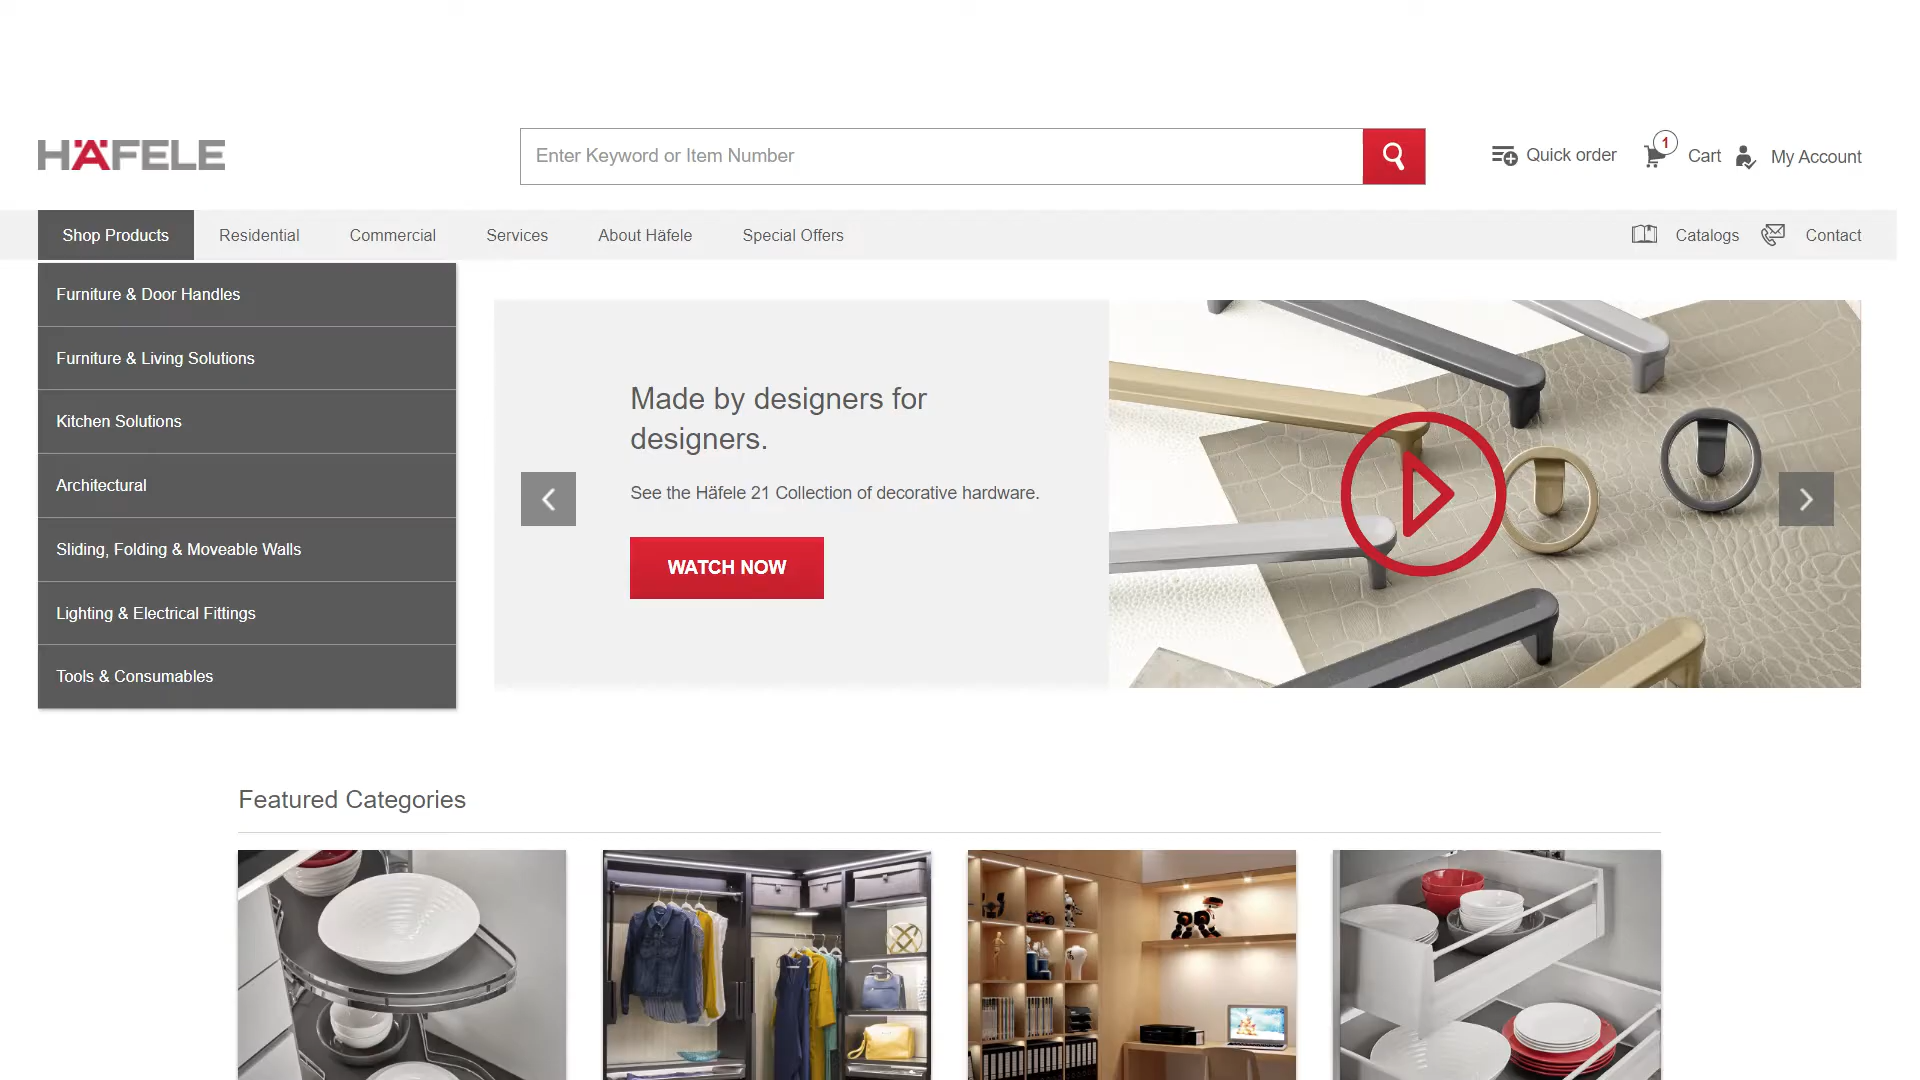 HÄFELE
Enter Keyword or Item Number
Quick order
1
Cart
My Account
Shop Products
Residential
Commercial
Services
About Häfele
Special Offers
Catalogs
Contact
Furniture & Door Handles
Furniture & Living Solutions
Kitchen Solutions
Architectural
Sliding, Folding & Moveable Walls
Lighting & Electrical Fittings
Tools & Consumables
Made by designers for
designers.
See the Häfele 21 Collection of decorative hardware.
WATCH NOW
Featured Categories